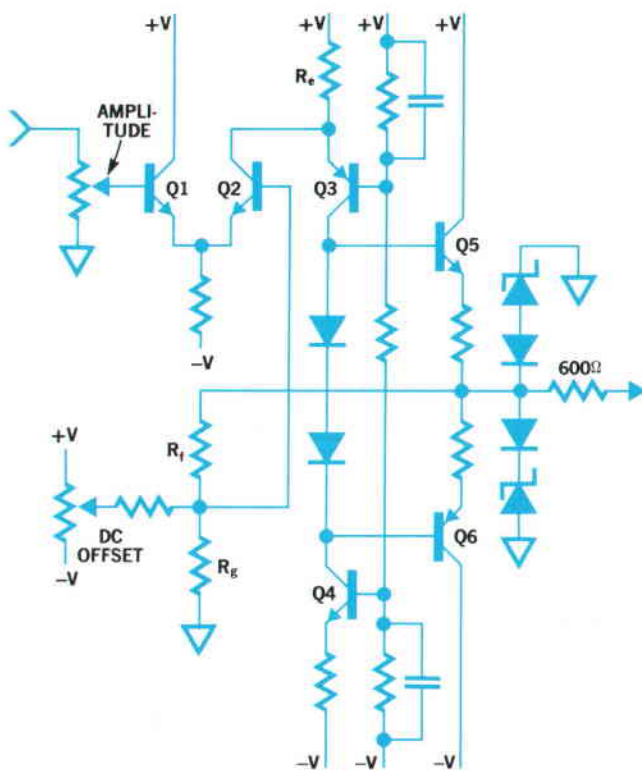 +V
+V
+V
+V
Re
AMPLI-
TUDE
Q1
Q2
Q3
Q5
-V
600Ω
+V
Rf
DC
OFFSET
-V
Rg
Q4
Q6
-V
-V
-V